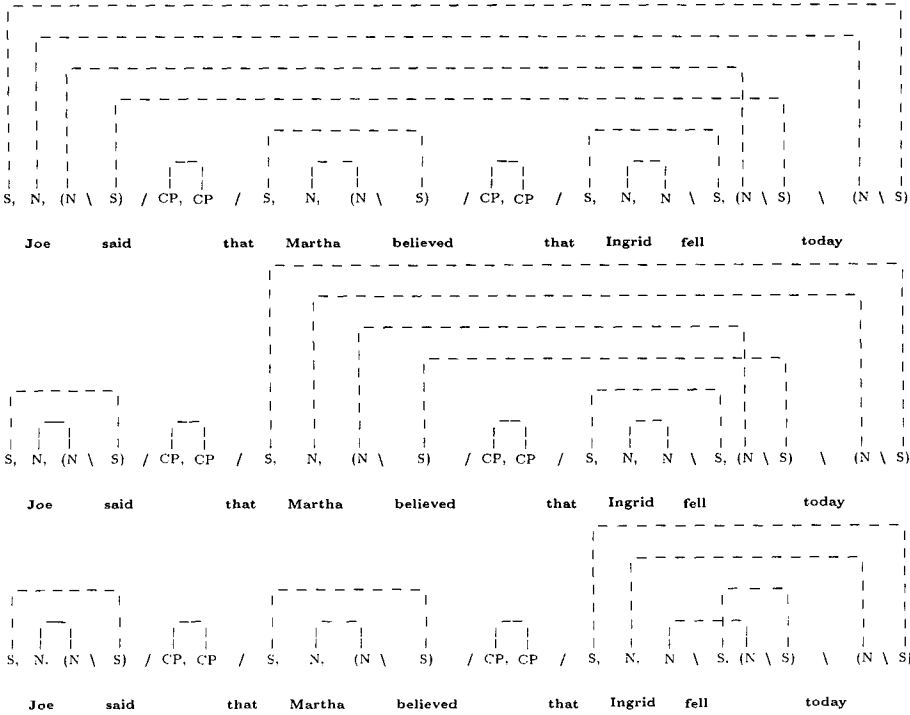 S, N, (N \ S) / CP, CP / S, N, (N \ S) / CP, CP / S, N, N \ S, (N \ S) \ (N \ S)
Joe said that Martha believed that Ingrid fell today
S, N, (N \ S) / CP, CP / S, N, (N \ S) / CP, CP / S, N, N \ S, (N \ S) \ (N \ S)
Joe said that Martha believed that Ingrid fell today
S, N. (N \ S) / CP, CP / S, N, (N \ S) / CP, CP / S, N. N \ S. (N \ S) \ (N \ S)
Joe said that Martha believed that Ingrid fell today